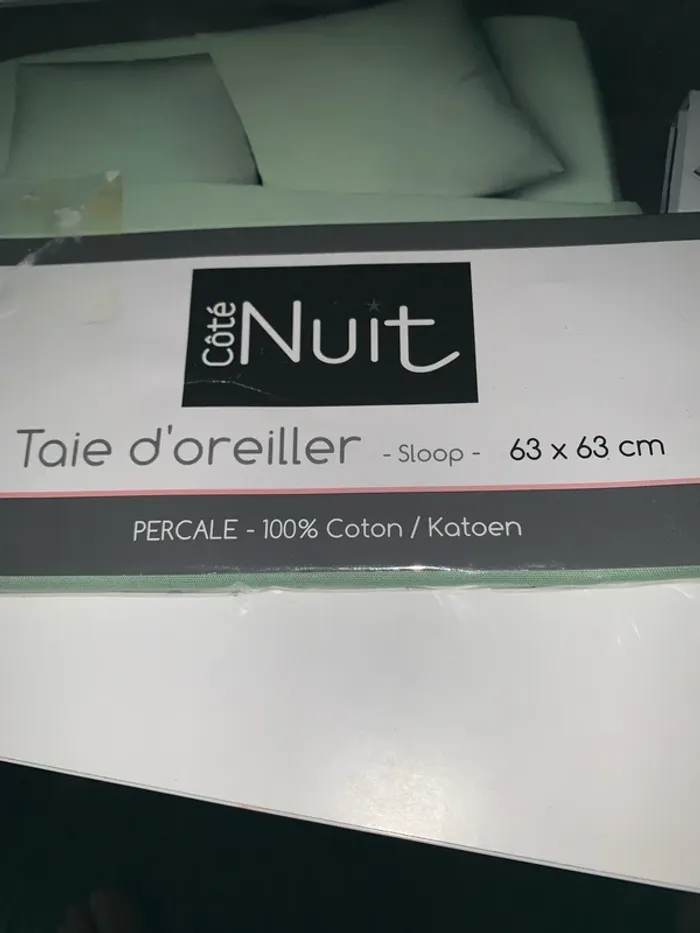 Côté Nuit
Taie d'oreiller - Sloop - 63 x 63 cm
PERCALE - 100% Coton / Katoen